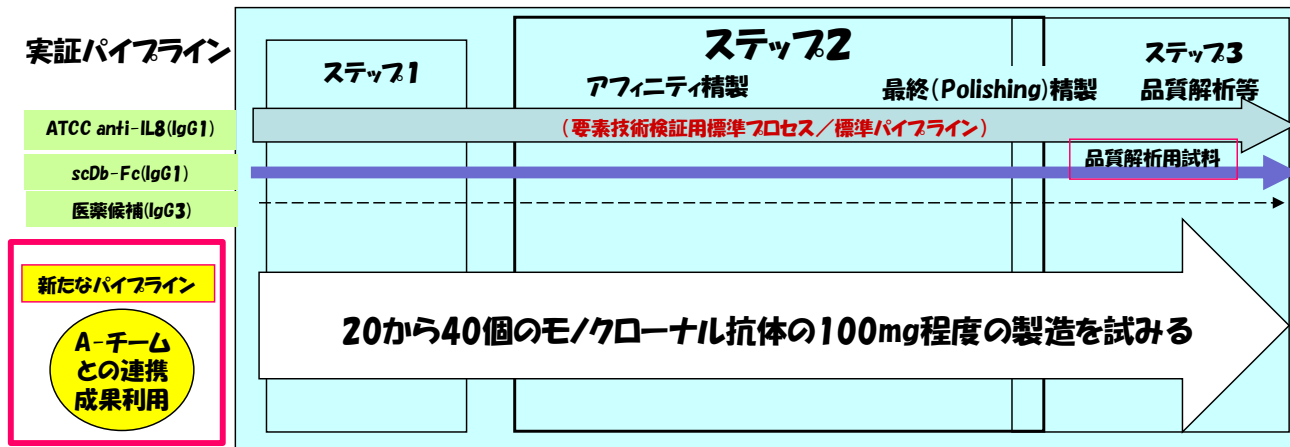 実証パイプライン
ステップ1
ステップ2
アフィニティ精製
最終(Polishing)精製
ステップ3
品質解析等
ATCC anti-IL8(IgG1)
(要素技術検証用標準プロセス／標準パイプライン)
品質解析用試料
scDb-Fc(IgG1)
医薬候補(IgG3)
新たなパイプライン
A-チーム
との連携
成果利用
20から40個のモノクローナル抗体の100mg程度の製造を試みる